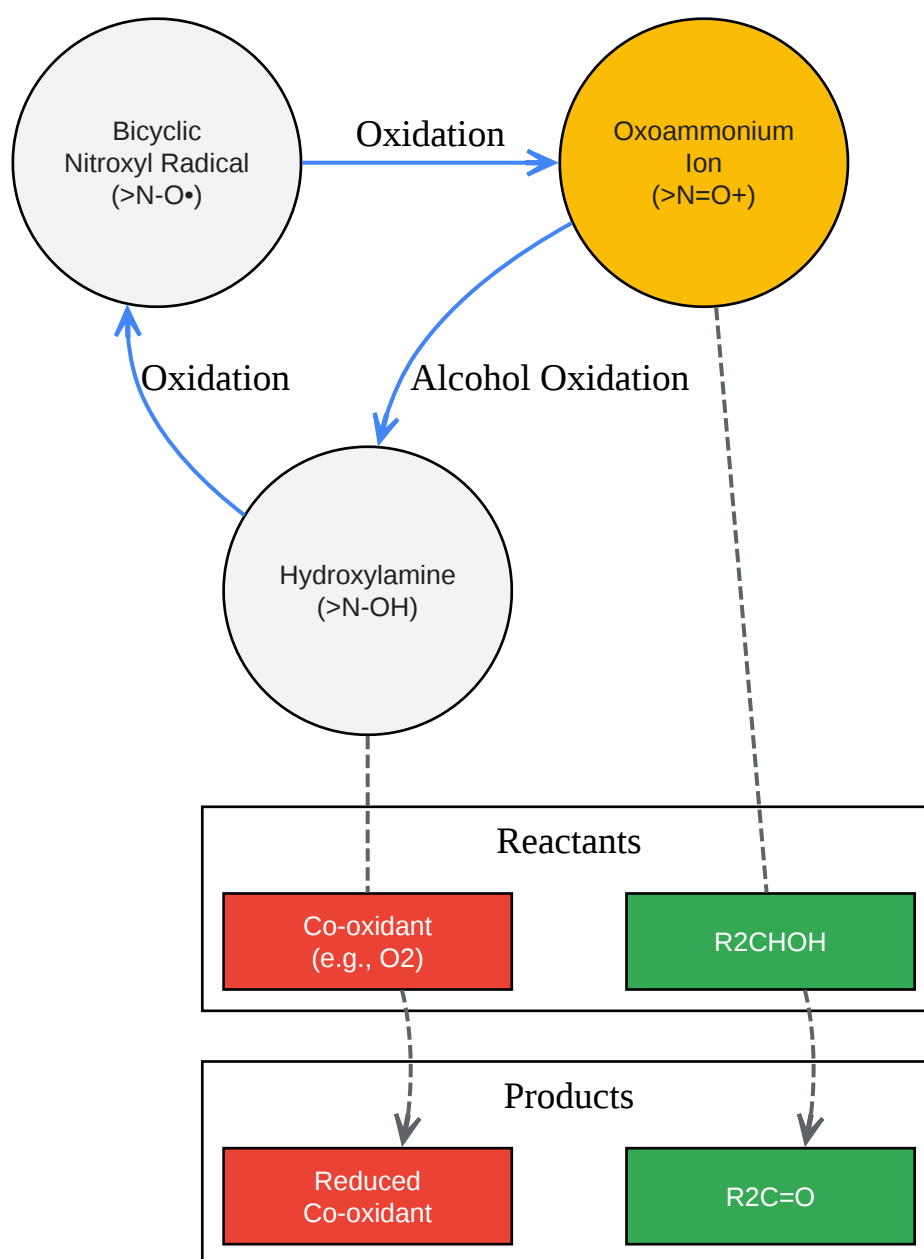 Bicyclic
Nitroxyl Radical
(>N-O•)
Oxidation
Oxoammonium
Ion
(>N=O+)
Oxidation
Alcohol Oxidation
Hydroxylamine
(>N-OH)
Reactants
Co-oxidant
(e.g., O2)
R2CHOH
Products
Reduced
Co-oxidant
R2C=O